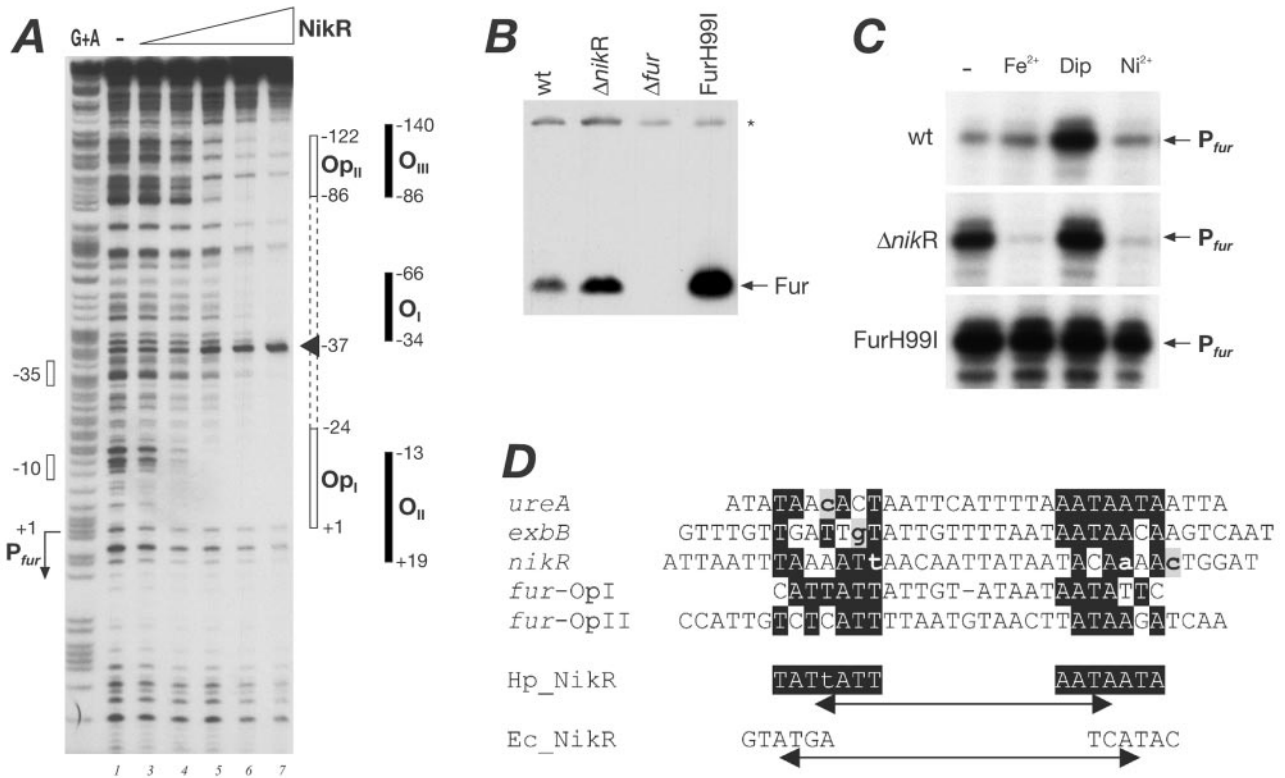 A
G+A - NikR
-122
OpII
-86
-140
OIII
-86
-66
OI
-34
-37
-35
-24
-10
OpI
-13
OII
+1
+1
+19
Pfur
1 3 4 5 6 7
B
wt ΔnikR Δfur FurH99I
*
Fur
C
- Fe2+ Dip Ni2+
wt Pfur
ΔnikR Pfur
FurH99I Pfur
D
ureA ATATAAcACTAATTCATTTTAAATAATAATTA
exbB GTTTGTTGATTgTATTGTTTTAATAATAACAAGTCAAT
nikR ATTAATTTAAAATtAACAATTATAATACAaAAcTGGAT
fur-OpI CATTATTATTGT-ATAATAATATTC
fur-OpII CCATTGTCTCATTTTAATGTAACTTATAAGATCAA
Hp_NikR TATtATT AATAATA
Ec_NikR GTATGA TCATAC